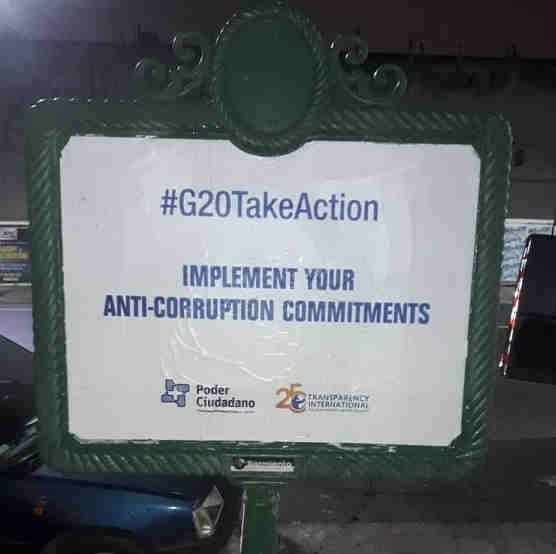 #G20TakeAction
IMPLEMENT YOUR
ANTI-CORRUPTION COMMITMENTS
Poder
Ciudadano
25
TRANSPARENCY
INTERNATIONAL